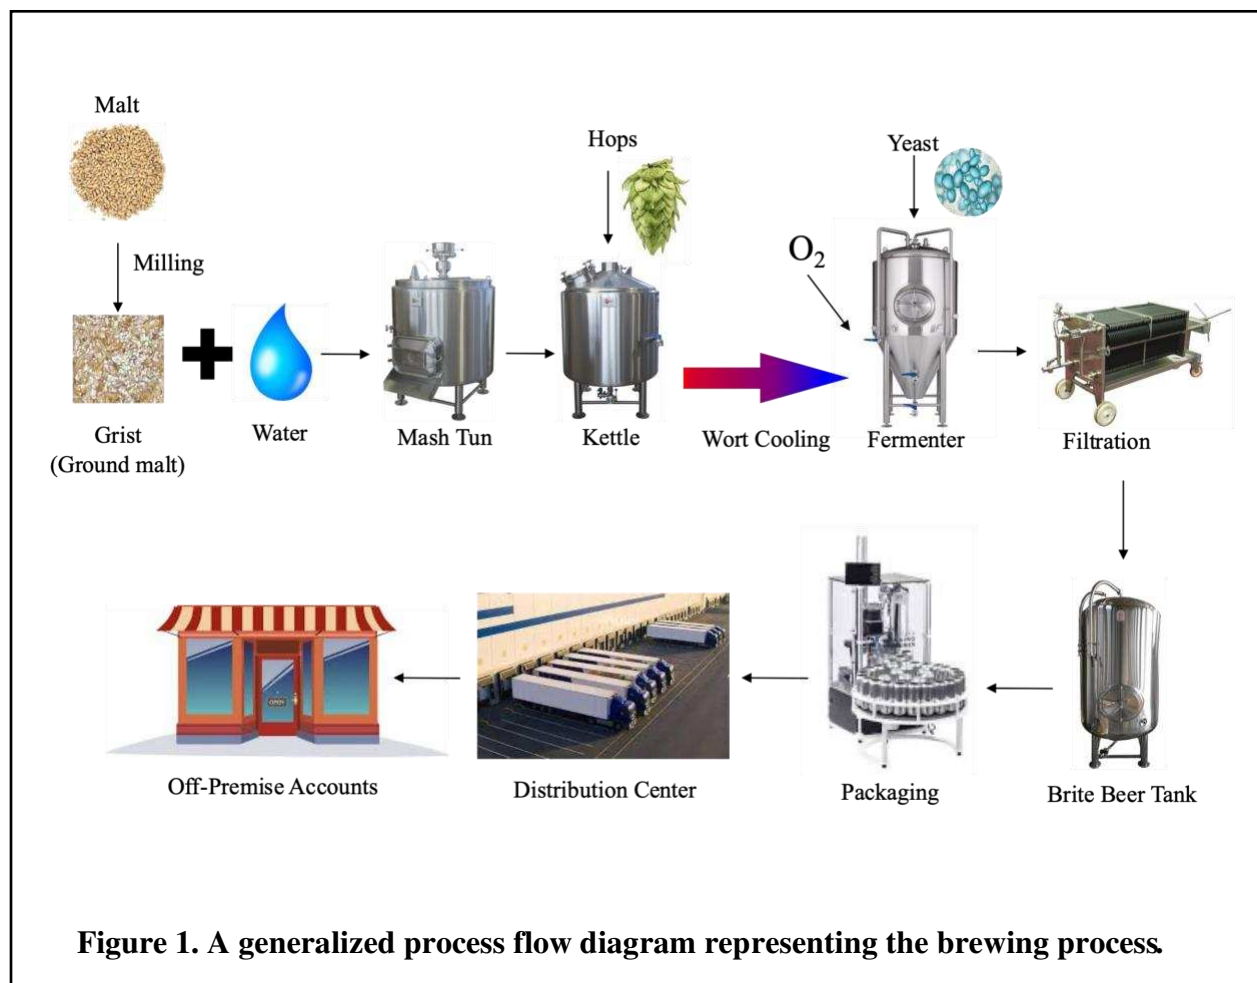 Malt
Hops
Yeast
Milling
O2
Grist
(Ground malt)
Water
Mash Tun
Kettle
Wort Cooling
Fermenter
Filtration
OPEN
Off-Premise Accounts
Distribution Center
Packaging
Brite Beer Tank
Figure 1. A generalized process flow diagram representing the brewing process.